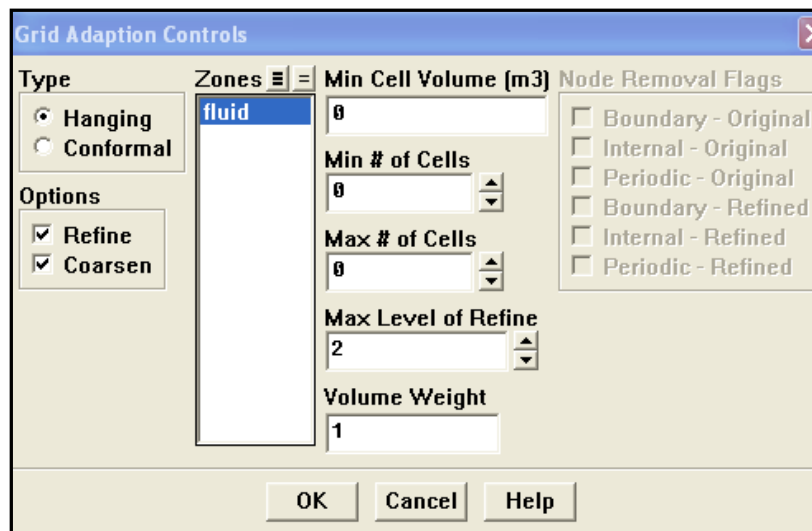 Grid Adaption Controls
Type
Hanging
Conformal
Options
Refine
Coarsen
Zones
fluid
Min Cell Volume (m3)
0
Min # of Cells
0
Max # of Cells
0
Max Level of Refine
2
Volume Weight
1
Node Removal Flags
Boundary - Original
Internal - Original
Periodic - Original
Boundary - Refined
Internal - Refined
Periodic - Refined
OK
Cancel
Help